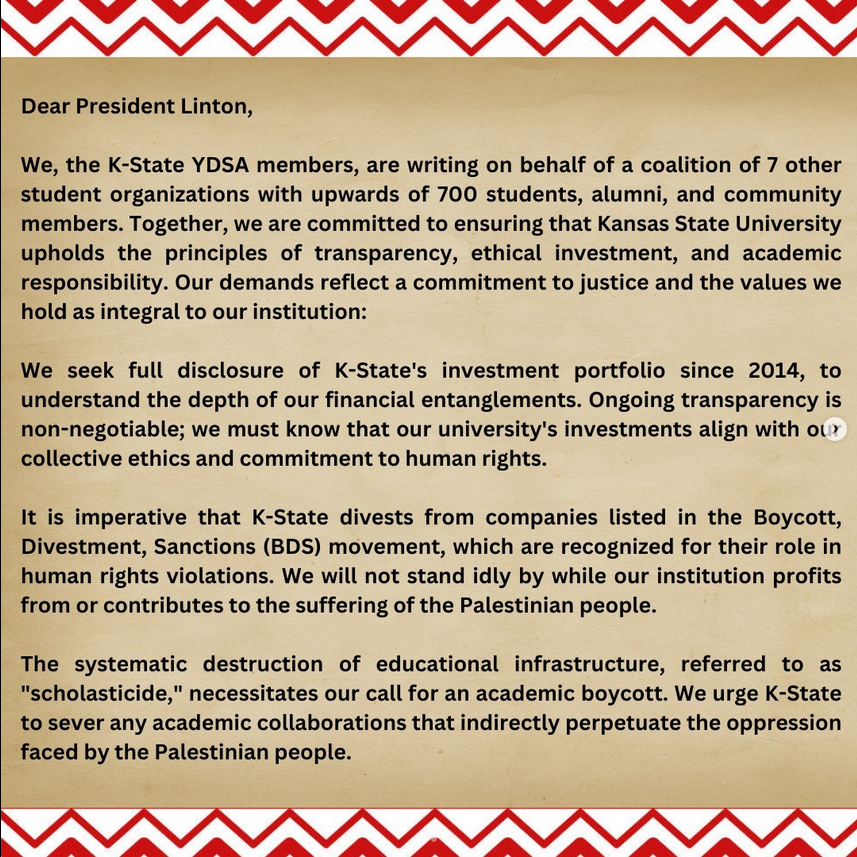 Dear President Linton,
We, the K-State YDSA members, are writing on behalf of a coalition of 7 other
student organizations with upwards of 700 students, alumni, and community
members. Together, we are committed to ensuring that Kansas State University
upholds the principles of transparency, ethical investment, and academic
responsibility. Our demands reflect a commitment to justice and the values we
hold as integral to our institution:
We seek full disclosure of K-State's investment portfolio since 2014, to
understand the depth of our financial entanglements. Ongoing transparency is
non-negotiable; we must know that our university's investments align with our
collective ethics and commitment to human rights.
It is imperative that K-State divests from companies listed in the Boycott,
Divestment, Sanctions (BDS) movement, which are recognized for their role in
human rights violations. We will not stand idly by while our institution profits
from or contributes to the suffering of the Palestinian people.
The systematic destruction of educational infrastructure, referred to as
"scholasticide," necessitates our call for an academic boycott. We urge K-State
to sever any academic collaborations that indirectly perpetuate the oppression
faced by the Palestinian people.